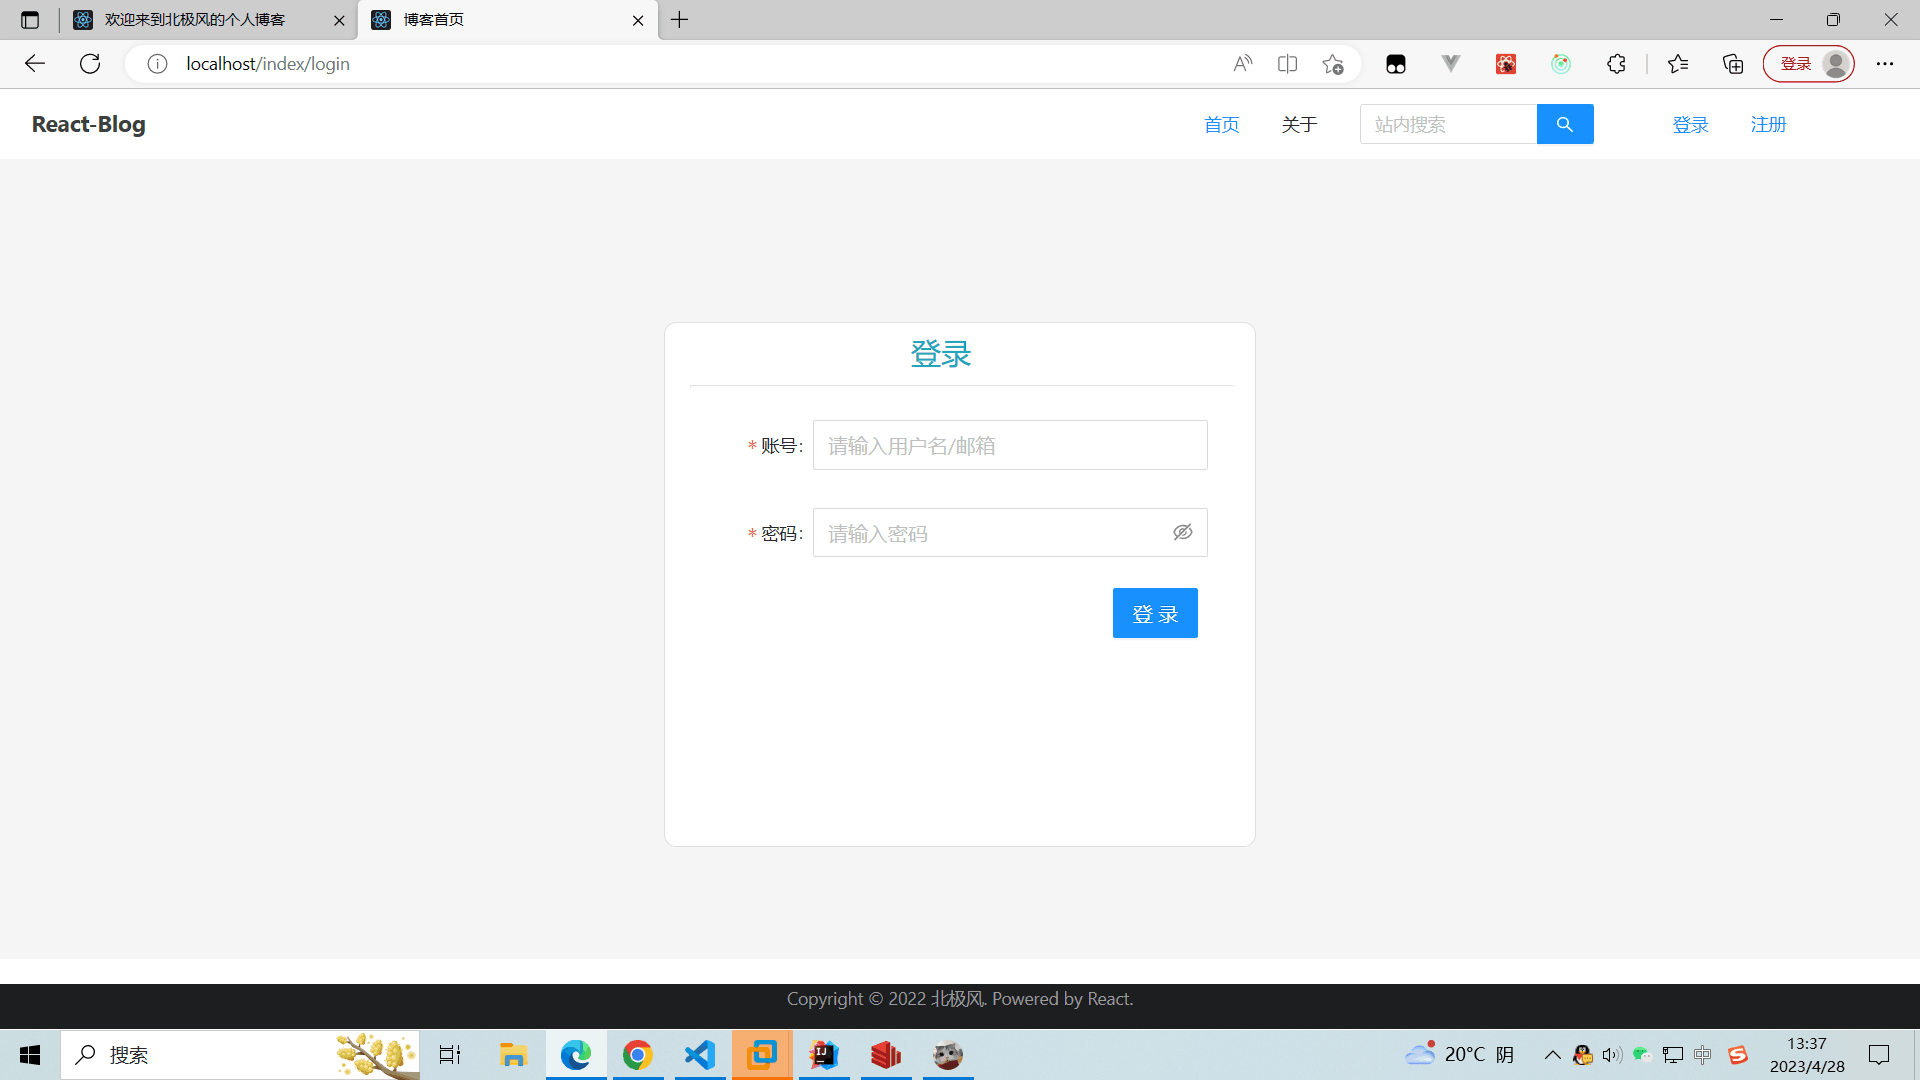 欢迎来到北极风的个人博客
博客首页
localhost/index/login
登录
React-Blog
首页
关于
站内搜索
登录
注册
登录
* 账号:
请输入用户名/邮箱
* 密码:
请输入密码
登 录
Copyright © 2022 北极风. Powered by React.
搜索
20°C 阴
中
13:37
2023/4/28